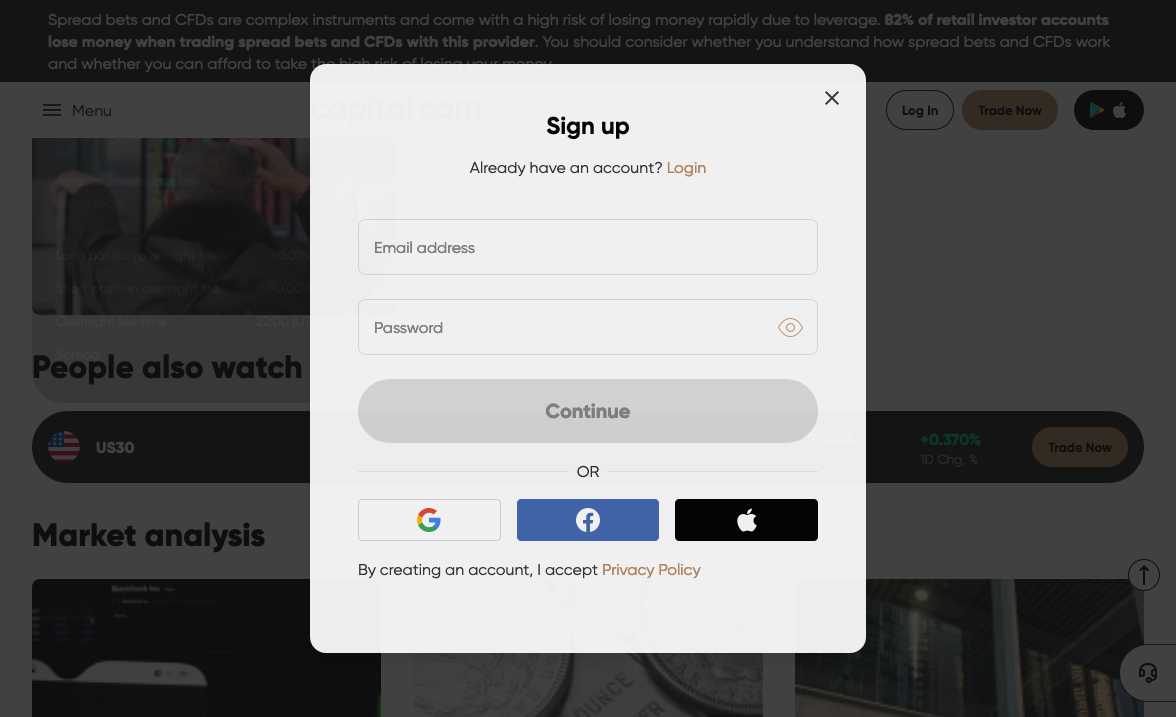 Spread bets and CFDs are complex instruments and come with a high risk of losing money rapidly due to leverage. 82% of retail investor accounts
lose money when trading spread bets and CFDs with this provider. You should consider whether you understand how spread bets and CFDs work
and whether you can afford to take the high risk of losing your money.
Menu
capital.com
Log In
Trade Now
Sign up
Already have an account? Login
Email address
Long position overnight fee
Short position overnight fee
Overnight fee time
22:00 (UT
Spread
Password
People also watch
Continue
US30
+0.370%
1D Chg, %
Trade Now
OR
Market analysis
By creating an account, I accept Privacy Policy
OUNCE